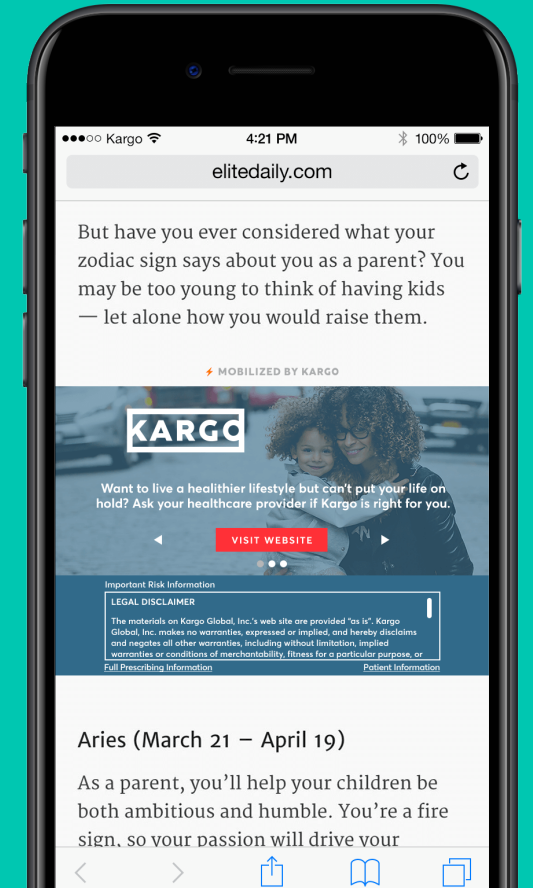 Kargo 4:21 PM 100%
elitedaily.com
But have you ever considered what your
zodiac sign says about you as a parent? You
may be too young to think of having kids
— let alone how you would raise them.
MOBILIZED BY KARGO
KARGO
Want to live a healthier lifestyle but can't put your life on
hold? Ask your healthcare provider if Kargo is right for you.
VISIT WEBSITE
Important Risk Information
LEGAL DISCLAIMER
The materials on Kargo Global, Inc.'s web site are provided "as is". Kargo
Global, Inc. makes no warranties, expressed or implied, and hereby disclaims
and negates all other warranties, including without limitation, implied
warranties or conditions of merchantability, fitness for a particular purpose, or
Full Prescribing Information Patient Information
Aries (March 21 – April 19)
As a parent, you'll help your children be
both ambitious and humble. You're a fire
sign, so your passion will drive your